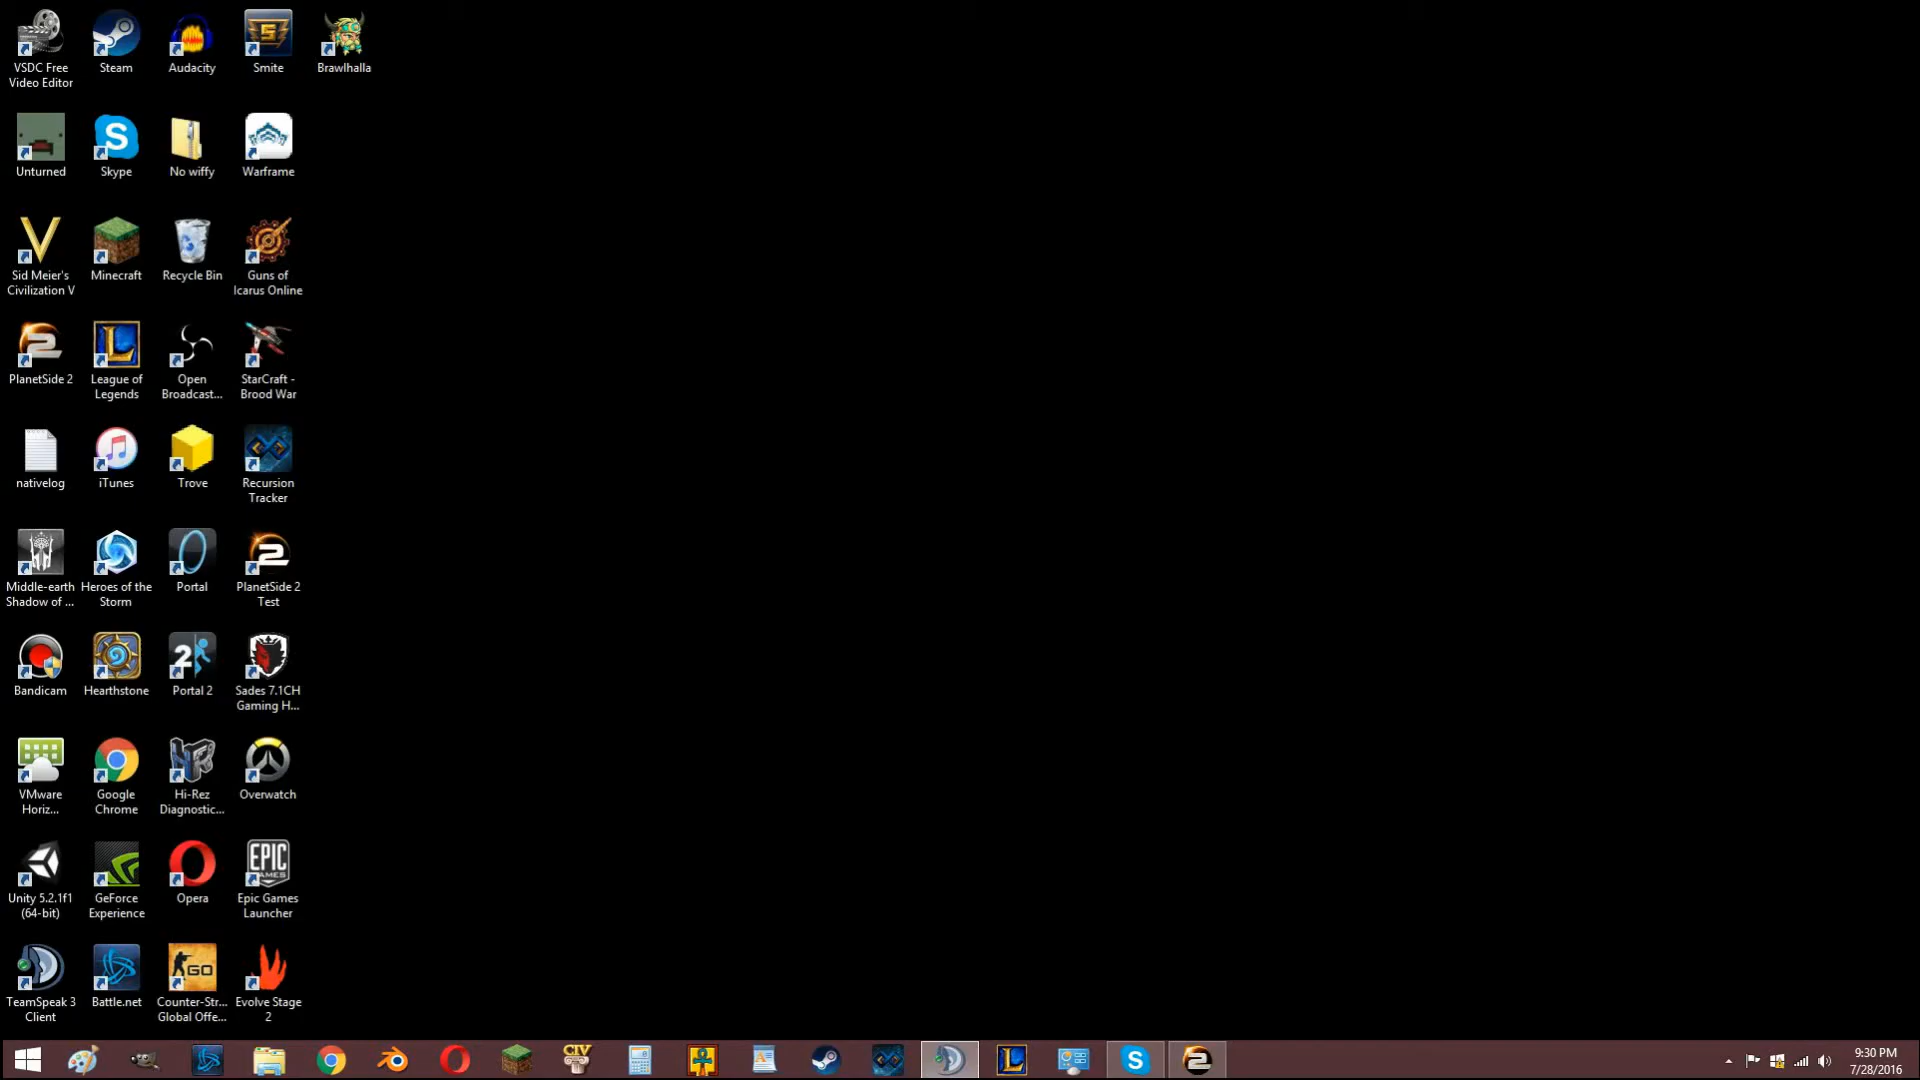 VSDC Free
Video Editor
Steam
Audacity
Smite
Brawlhalla
Unturned
Skype
No wiffy
Warframe
Sid Meier's
Civilization V
Minecraft
Recycle Bin
Guns of
Icarus Online
PlanetSide 2
League of
Legends
Open
Broadcast...
StarCraft -
Brood War
nativelog
iTunes
Trove
Recursion
Tracker
Middle-earth
Shadow of ...
Heroes of the
Storm
Portal
PlanetSide 2
Test
Bandicam
Hearthstone
2
Portal 2
Sades 7.1CH
Gaming H...
VMware
Horiz...
Google
Chrome
Hi-Rez
Diagnostic...
Overwatch
Unity 5.2.1f1
(64-bit)
GeForce
Experience
Opera
EPIC
GAMES
Epic Games
Launcher
TeamSpeak 3
Client
Battle.net
GO
Counter-Str...
Global Offe...
Evolve Stage
2
CIV
9:30 PM
7/28/2016